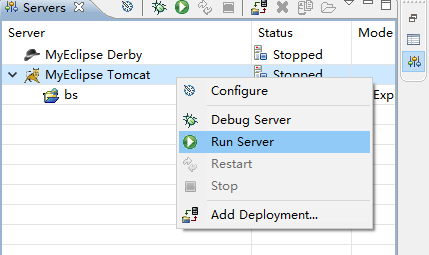 Servers
Server Status Mode
MyEclipse Derby Stopped
MyEclipse Tomcat Stopped
bs Exp
Configure
Debug Server
Run Server
Restart
Stop
Add Deployment...